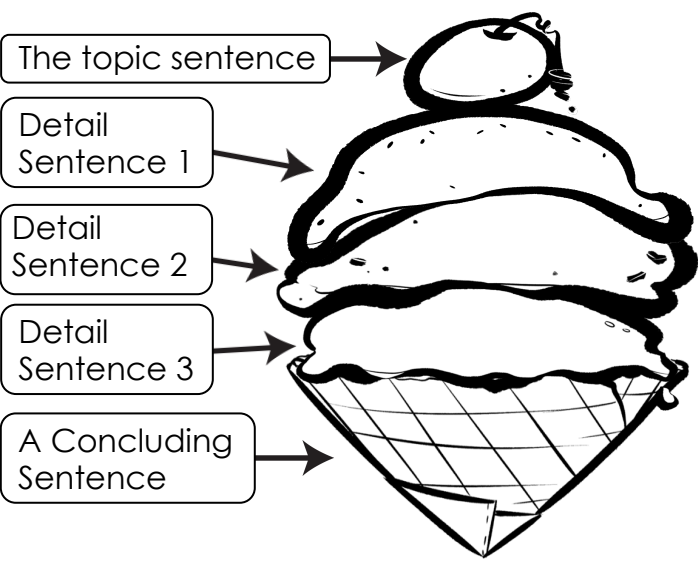 The topic sentence
Detail
Sentence 1
Detail
Sentence 2
Detail
Sentence 3
A Concluding
Sentence